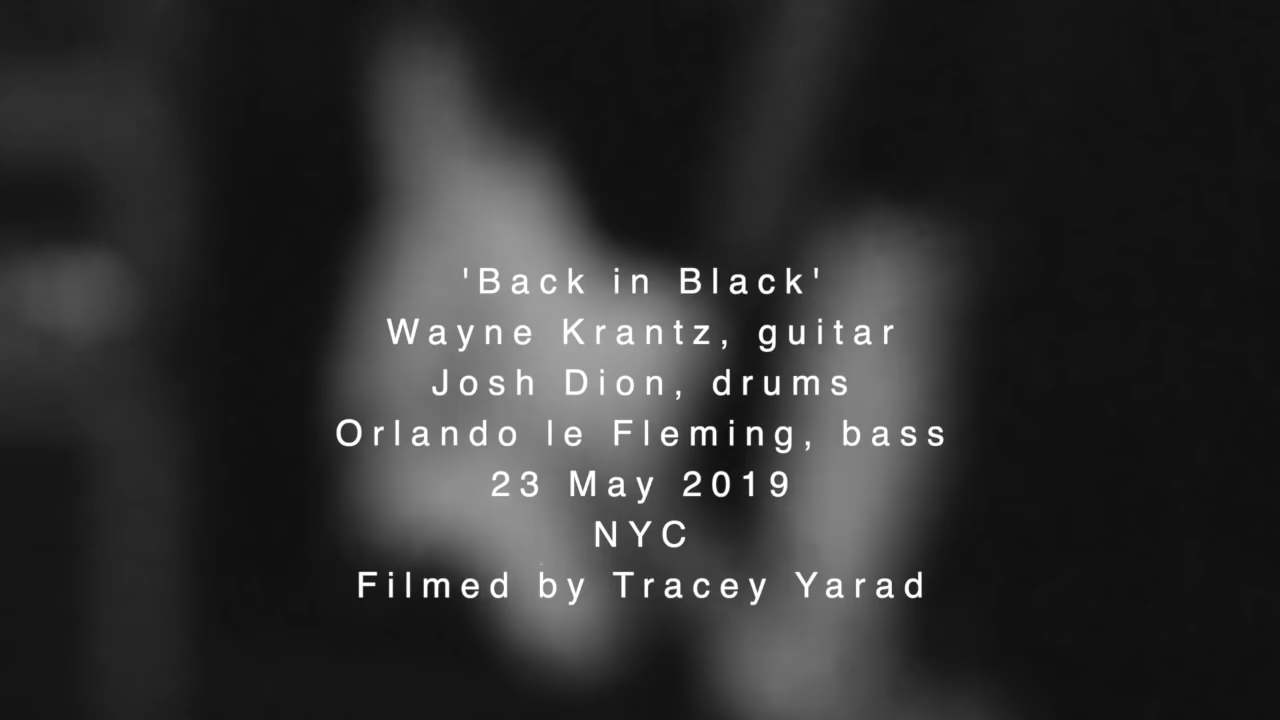 'Back in Black'
Wayne Krantz, guitar
Josh Dion, drums
Orlando le Fleming, bass
23 May 2019
NYC
Filmed by Tracey Yarad